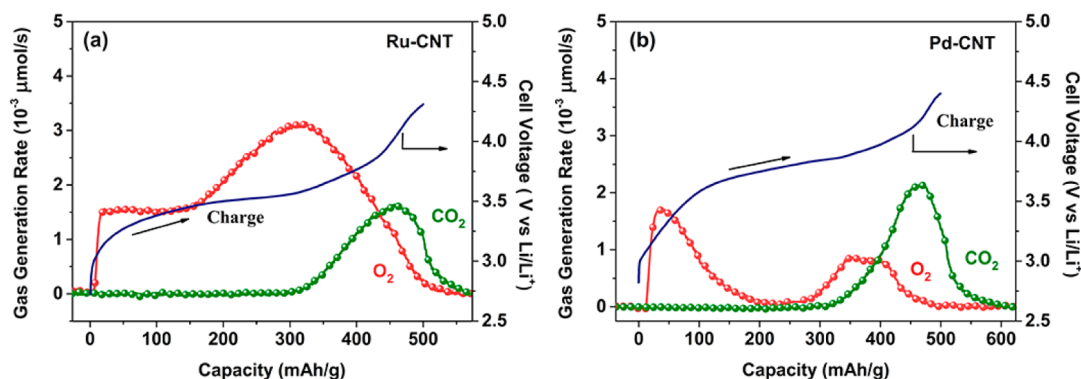 (a)
Ru-CNT
Gas Generation Rate (10⁻³ μmol/s)
5
4
3
2
1
0
Charge
CO₂
O₂
5.0
4.5
4.0
3.5
3.0
2.5
Cell Voltage ( V vs Li/Li⁺)
0 100 200 300 400 500
Capacity (mAh/g)
(b)
Pd-CNT
Gas Generation Rate (10⁻³ μmol/s)
5
4
3
2
1
0
Charge
CO₂
O₂
5.0
4.5
4.0
3.5
3.0
2.5
Cell Voltage (V vs Li/Li⁺)
0 100 200 300 400 500 600
Capacity (mAh/g)